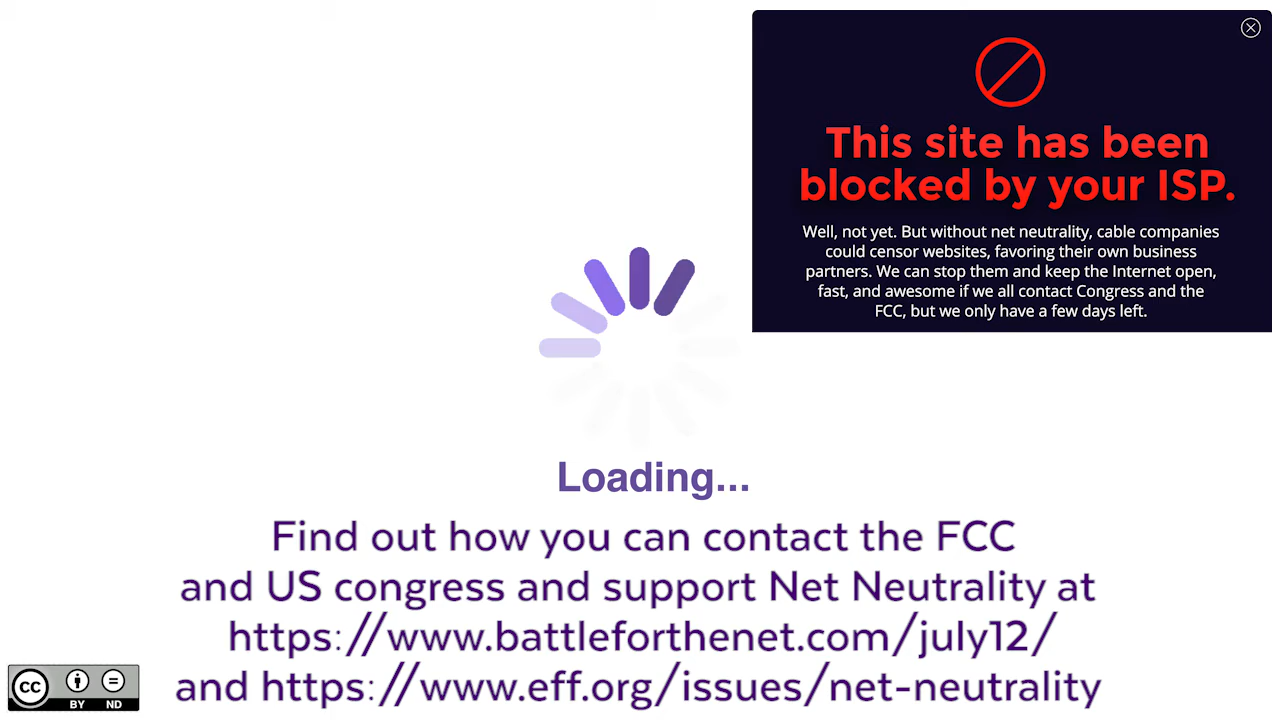 This site has been
blocked by your ISP.
Well, not yet. But without net neutrality, cable companies
could censor websites, favoring their own business
partners. We can stop them and keep the Internet open,
fast, and awesome if we all contact Congress and the
FCC, but we only have a few days left.
Loading...
Find out how you can contact the FCC
and US congress and support Net Neutrality at
https://www.battleforthenet.com/july12/
and https://www.eff.org/issues/net-neutrality
CC
BY ND